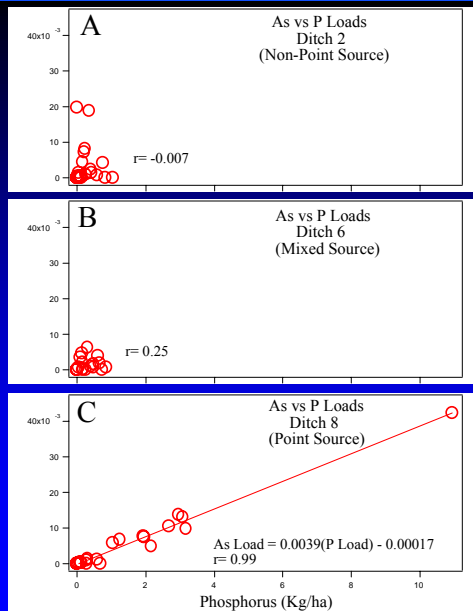 A
As vs P Loads
Ditch 2
(Non-Point Source)
40x10⁻³
30
20
10
0
r= -0.007
B
As vs P Loads
Ditch 6
(Mixed Source)
40x10⁻³
30
20
10
0
r= 0.25
C
As vs P Loads
Ditch 8
(Point Source)
40x10⁻³
30
20
10
0
As Load = 0.0039(P Load) - 0.00017
r= 0.99
0 2 4 6 8 10
Phosphorus (Kg/ha)